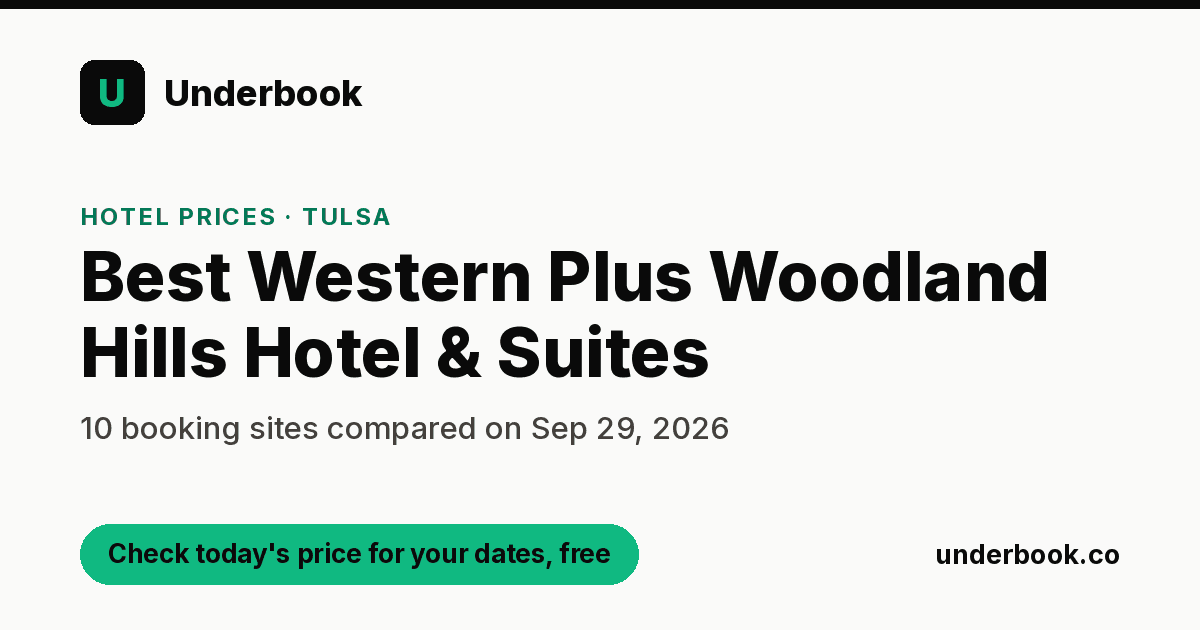 U Underbook
HOTEL PRICES · TULSA
Best Western Plus Woodland
Hills Hotel & Suites
10 booking sites compared on Sep 29, 2026
Check today's price for your dates, free
underbook.co